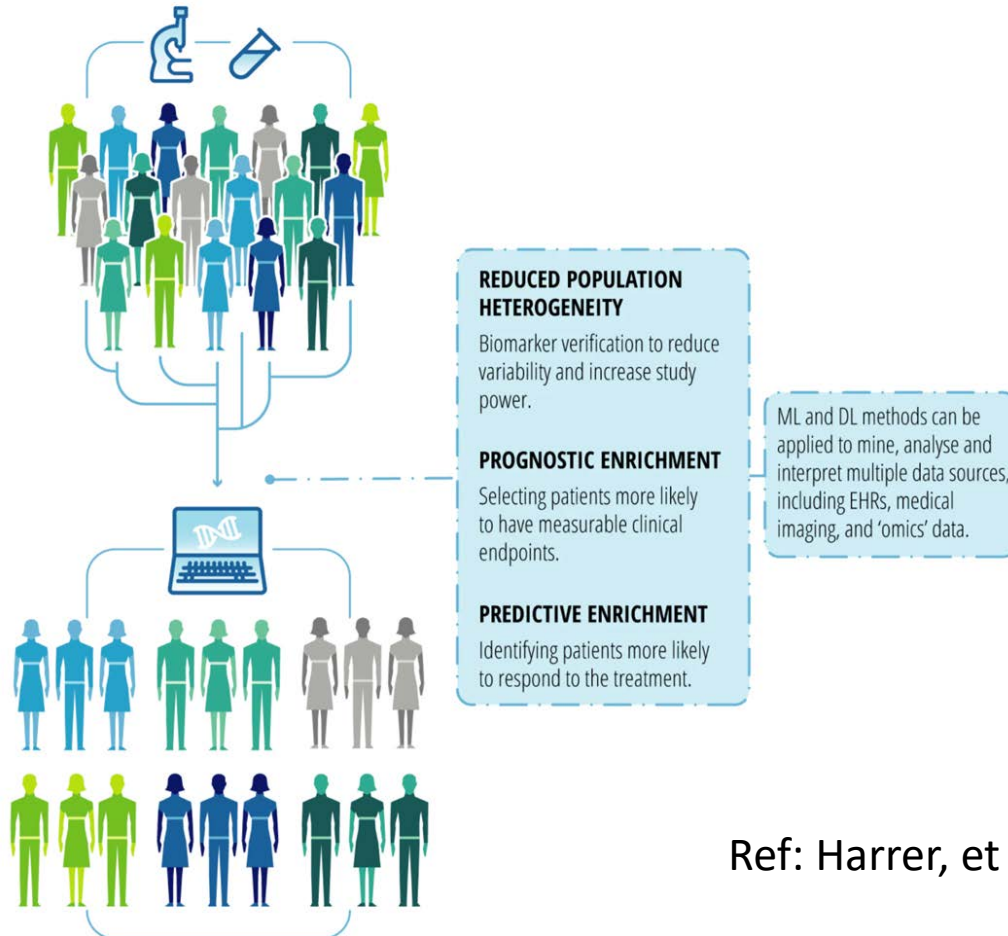 REDUCED POPULATION
HETEROGENEITY
Biomarker verification to reduce
variability and increase study
power.
PROGNOSTIC ENRICHMENT
Selecting patients more likely
to have measurable clinical
endpoints.
PREDICTIVE ENRICHMENT
Identifying patients more likely
to respond to the treatment.
ML and DL methods can be
applied to mine, analyse and
interpret multiple data sources,
including EHRs, medical
imaging, and ‘omics’ data.
Ref: Harrer, et